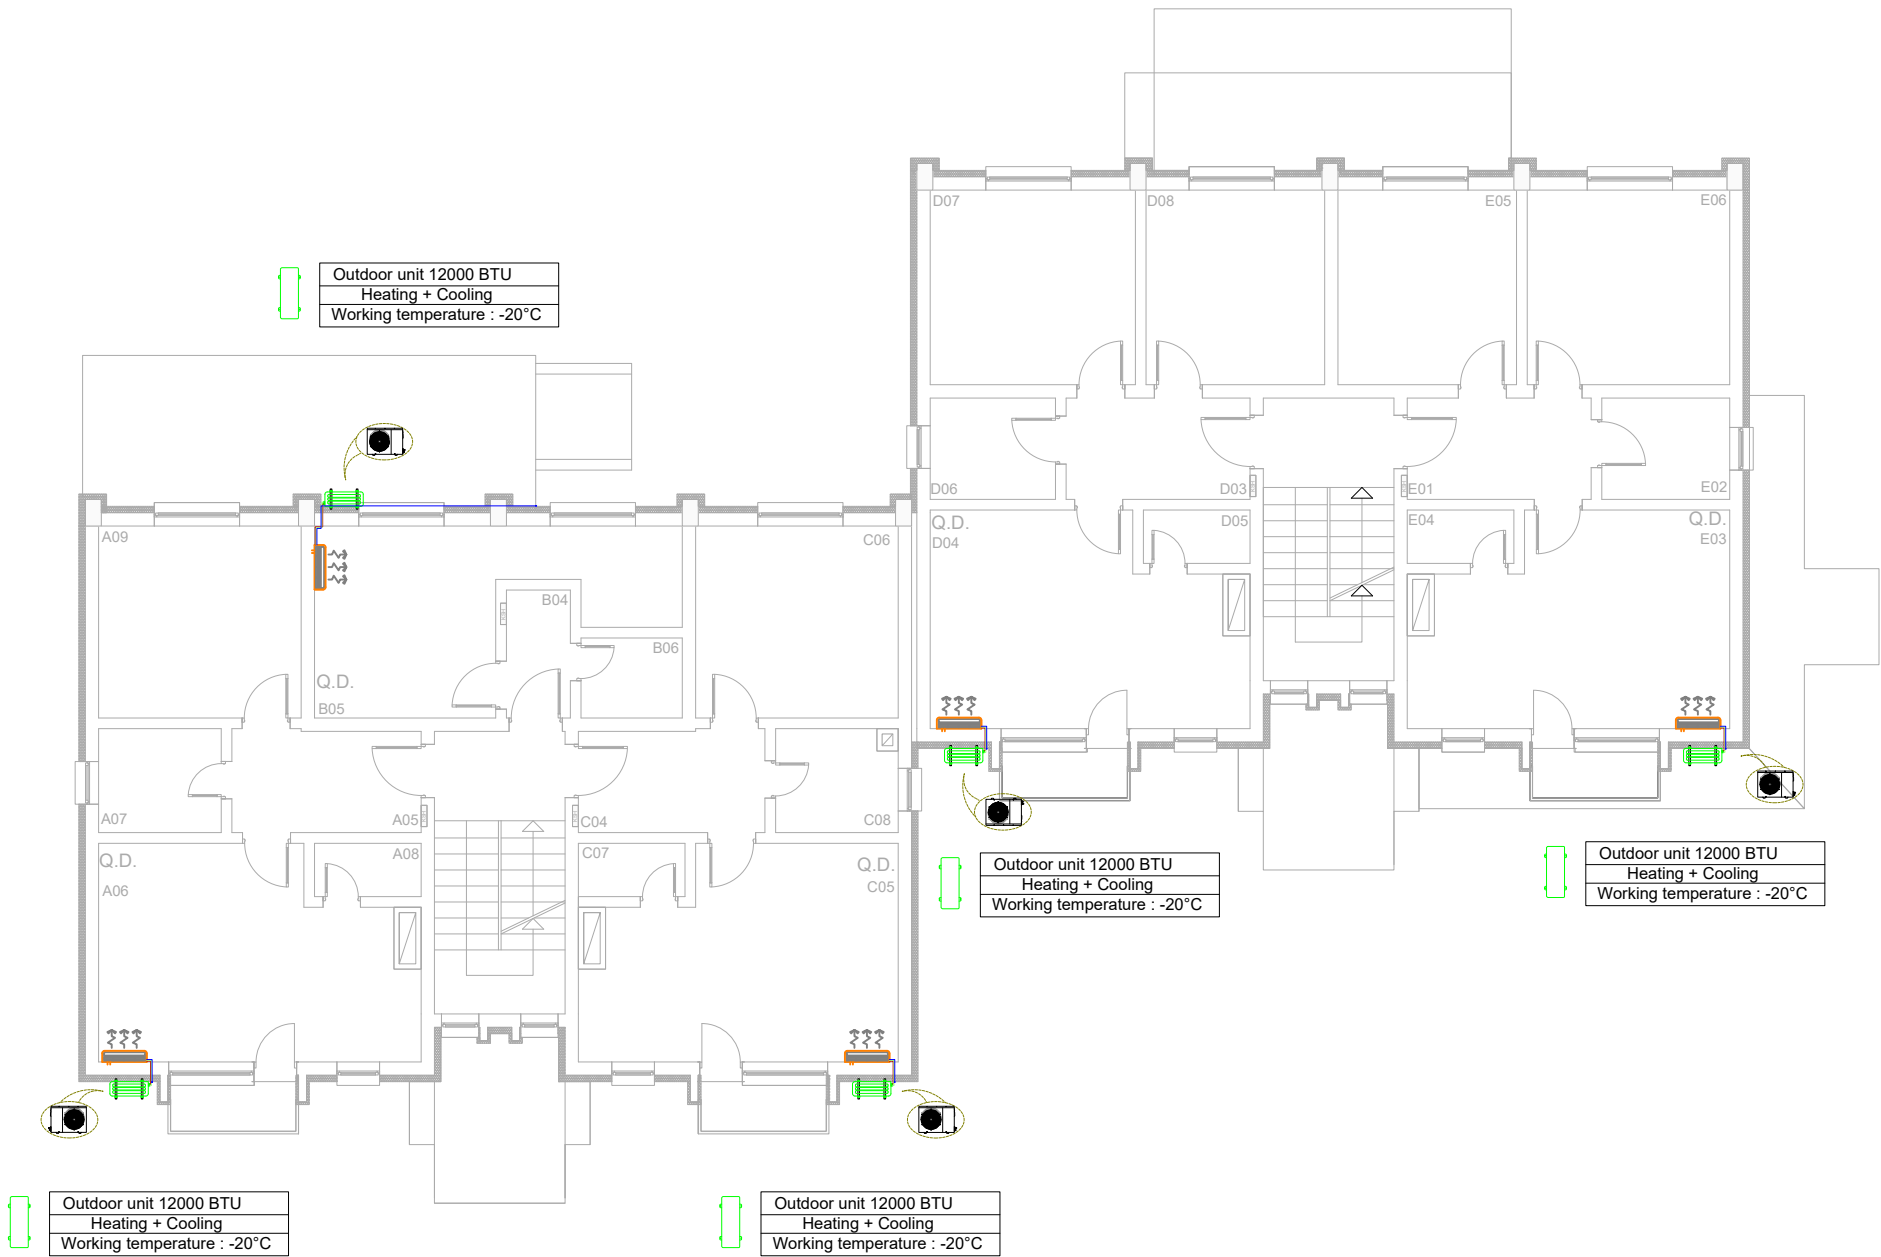 D07
D08
E05
E06
Outdoor unit 12000 BTU
Heating + Cooling
Working temperature : -20°C
D06
D03
E01
E02
Q.D.
D04
D05
E04
Q.D.
E03
A09
C06
B04
B06
Q.D.
B05
A07
A05
C04
C08
Q.D.
A06
A08
C07
Q.D.
C05
Outdoor unit 12000 BTU
Heating + Cooling
Working temperature : -20°C
Outdoor unit 12000 BTU
Heating + Cooling
Working temperature : -20°C
Outdoor unit 12000 BTU
Heating + Cooling
Working temperature : -20°C
Outdoor unit 12000 BTU
Heating + Cooling
Working temperature : -20°C